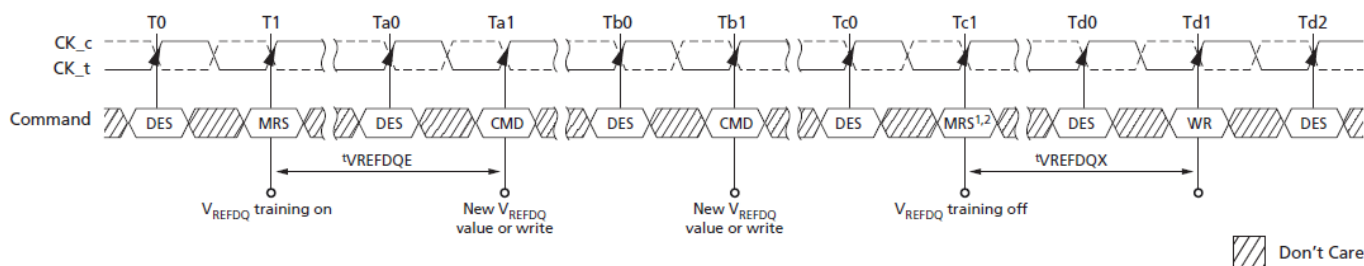 T0 T1 Ta0 Ta1 Tb0 Tb1 Tc0 Tc1 Td0 Td1 Td2
CK_c
CK_t
Command DES MRS DES CMD DES CMD DES MRS1,2 DES WR DES
tVREFDQE tVREFDQX
VREFDQ training on New VREFDQ New VREFDQ VREFDQ training off
value or write value or write
Don't Care